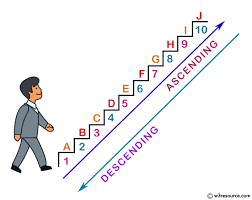 A
1
B
2
C
3
D
4
E
5
F
6
G
7
H
8
I
9
J
10
ASCENDING
DESCENDING
© w3resource.com